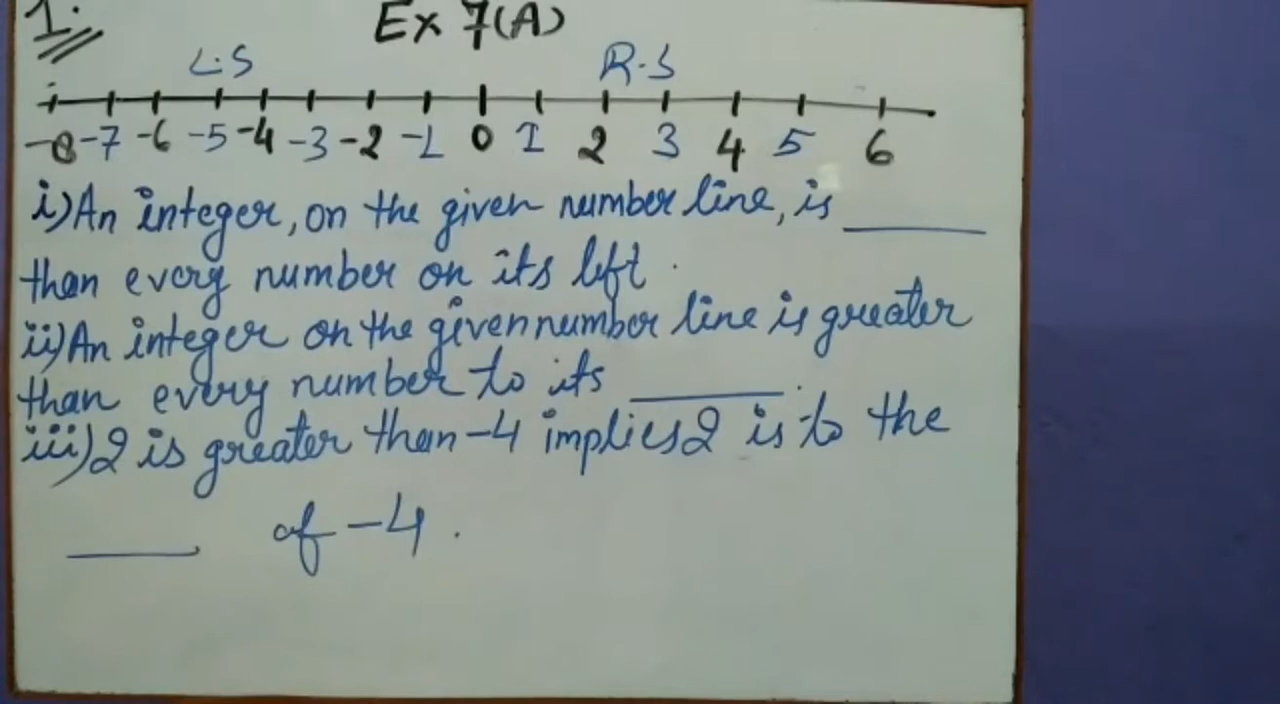 1.
Ex 7(A)
L.S R.S
-8 -7 -6 -5 -4 -3 -2 -1 0 1 2 3 4 5 6
i) An integer, on the given number line, is ______
than every number on its left.
ii) An integer on the given number line is greater
than every number to its ______.
iii) 2 is greater than -4 implies 2 is to the
______ of -4.